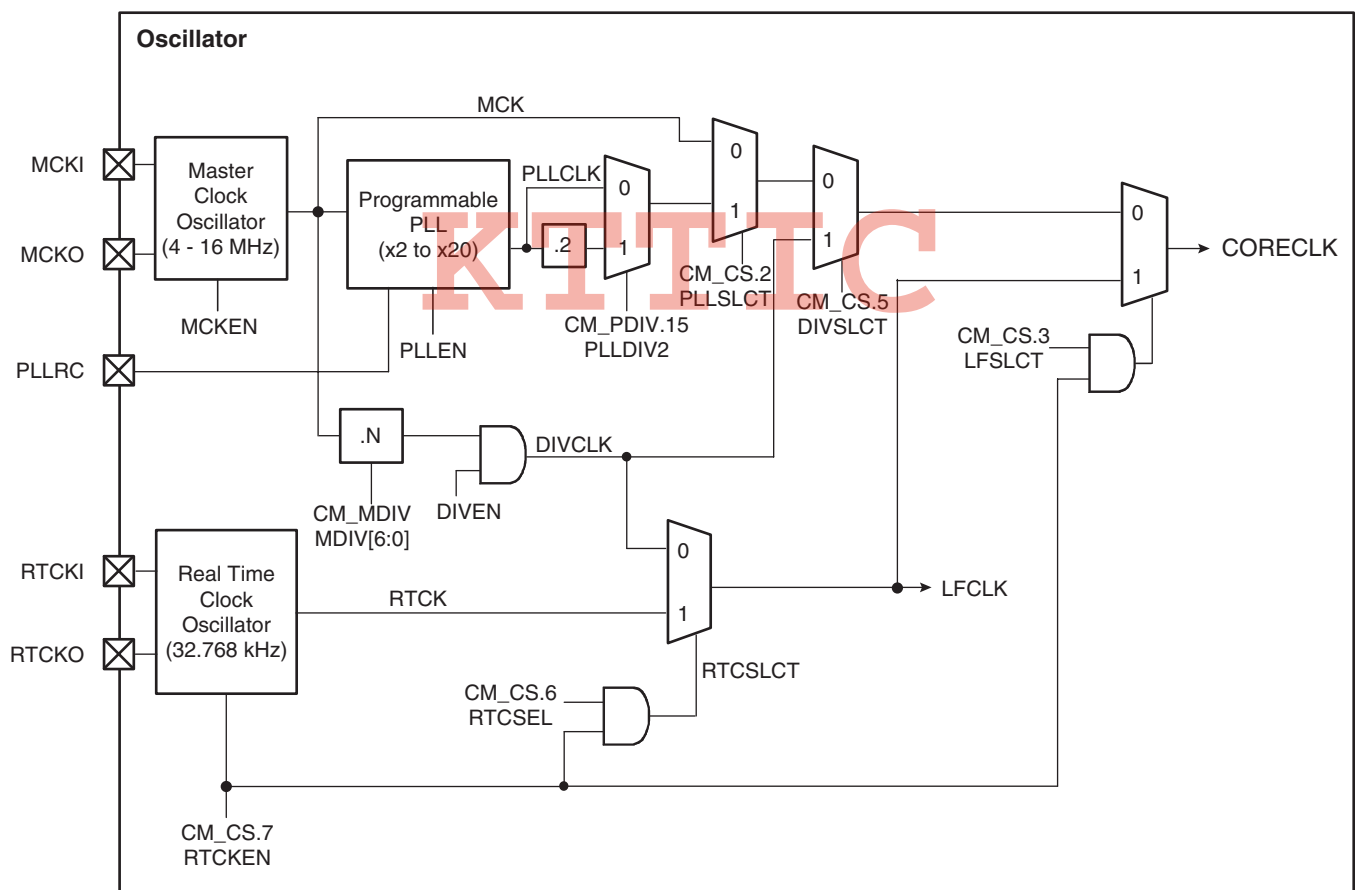 Oscillator
MCK
MCKI
Master
Clock
Oscillator
(4 - 16 MHz)
MCKO
MCKEN
Programmable
PLL
(x2 to x20)
PLLCLK
.2
0
1
0
1
0
1
0
1
CORECLK
KTTIC
CM_CS.2
PLLSLCT
CM_CS.5
DIVSLCT
CM_PDIV.15
PLLDIV2
PLLEN
CM_CS.3
LFSLCT
PLLRC
.N
DIVCLK
CM_MDIV
MDIV[6:0]
DIVEN
RTCKI
Real Time
Clock
Oscillator
(32.768 kHz)
RTCKO
RTCK
0
1
LFCLK
RTCSLCT
CM_CS.6
RTCSEL
CM_CS.7
RTCKEN